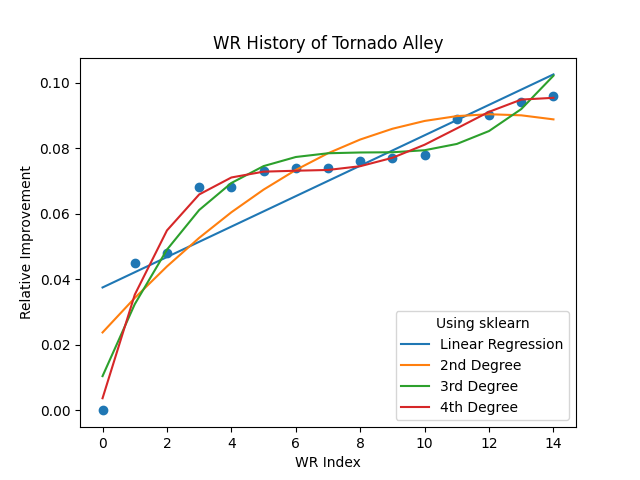 WR History of Tornado Alley
Relative Improvement
0.10
0.08
0.06
0.04
0.02
0.00
Using sklearn
Linear Regression
2nd Degree
3rd Degree
4th Degree
0 2 4 6 8 10 12 14
WR Index